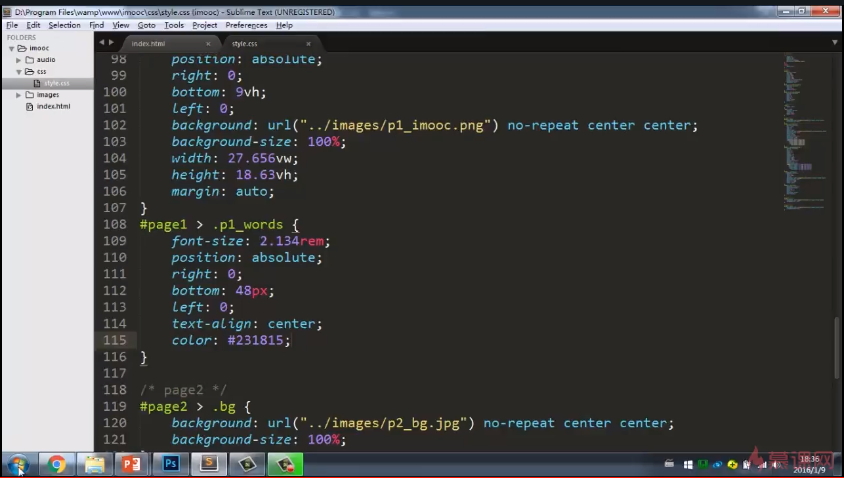 D:\Program Files\wamp\www\imooc\css\style.css (imooc) - Sublime Text (UNREGISTERED)
File Edit Selection Find View Goto Tools Project Preferences Help
FOLDERS
imooc
audio
css
style.css
images
index.html
index.html style.css
98 position: absolute;
99 right: 0;
100 bottom: 9vh;
101 left: 0;
102 background: url("../images/p1_imooc.png") no-repeat center center;
103 background-size: 100%;
104 width: 27.656vw;
105 height: 18.63vh;
106 margin: auto;
107 }
108 #page1 > .p1_words {
109 font-size: 2.134rem;
110 position: absolute;
111 right: 0;
112 bottom: 48px;
113 left: 0;
114 text-align: center;
115 color: #231815;
116 }
117
118 /* page2 */
119 #page2 > .bg {
120 background: url("../images/p2_bg.jpg") no-repeat center center;
121 background-size: 100%;
慕课网
18:36
2016/1/9